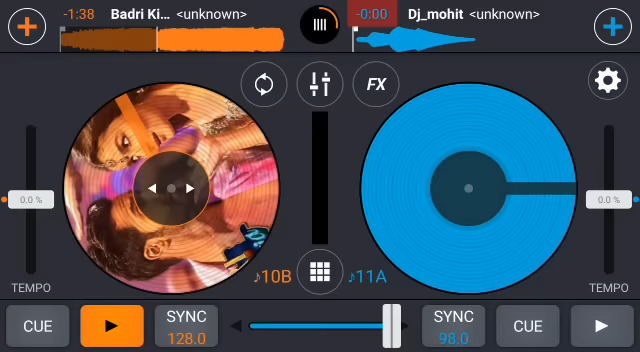 -1:38 Badri Ki... <unknown>
-0:00 Dj_mohit <unknown>
FX
0.0 %
0.0 %
♪10B
♪11A
TEMPO
TEMPO
CUE
SYNC
128.0
SYNC
98.0
CUE